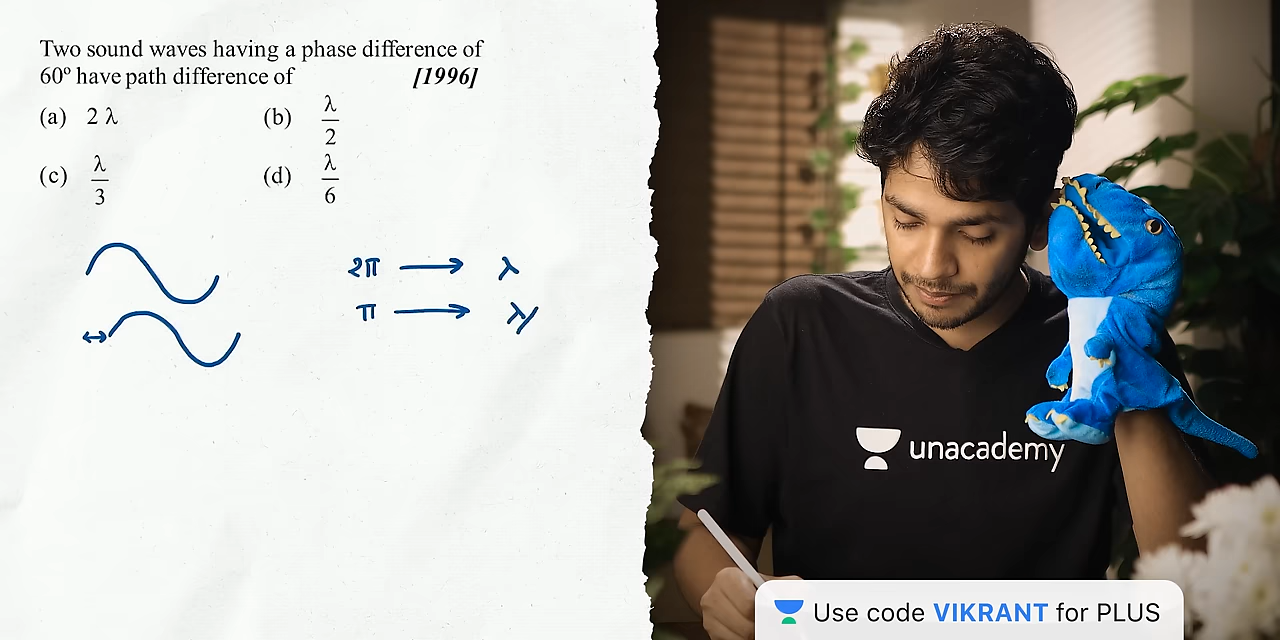 Two sound waves having a phase difference of
60º have path difference of [1996]
(a) 2 λ (b) λ/2
(c) λ/3 (d) λ/6
2π → λ
π → λ/
unacademy
Use code VIKRANT for PLUS